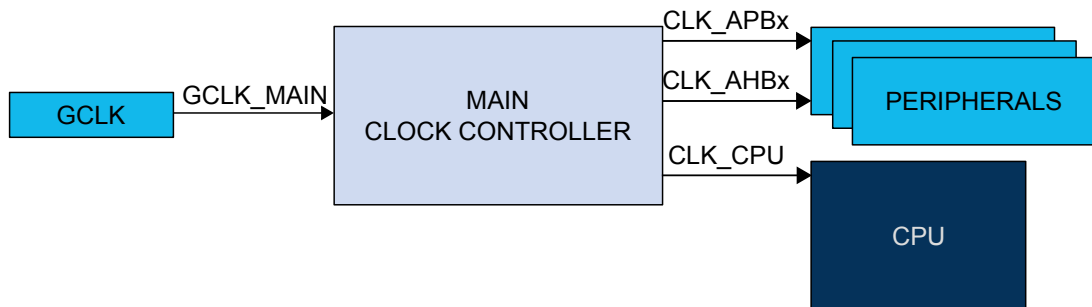 GCLK
GCLK_MAIN
MAIN
CLOCK CONTROLLER
CLK_APBx
CLK_AHBx
CLK_CPU
PERIPHERALS
CPU